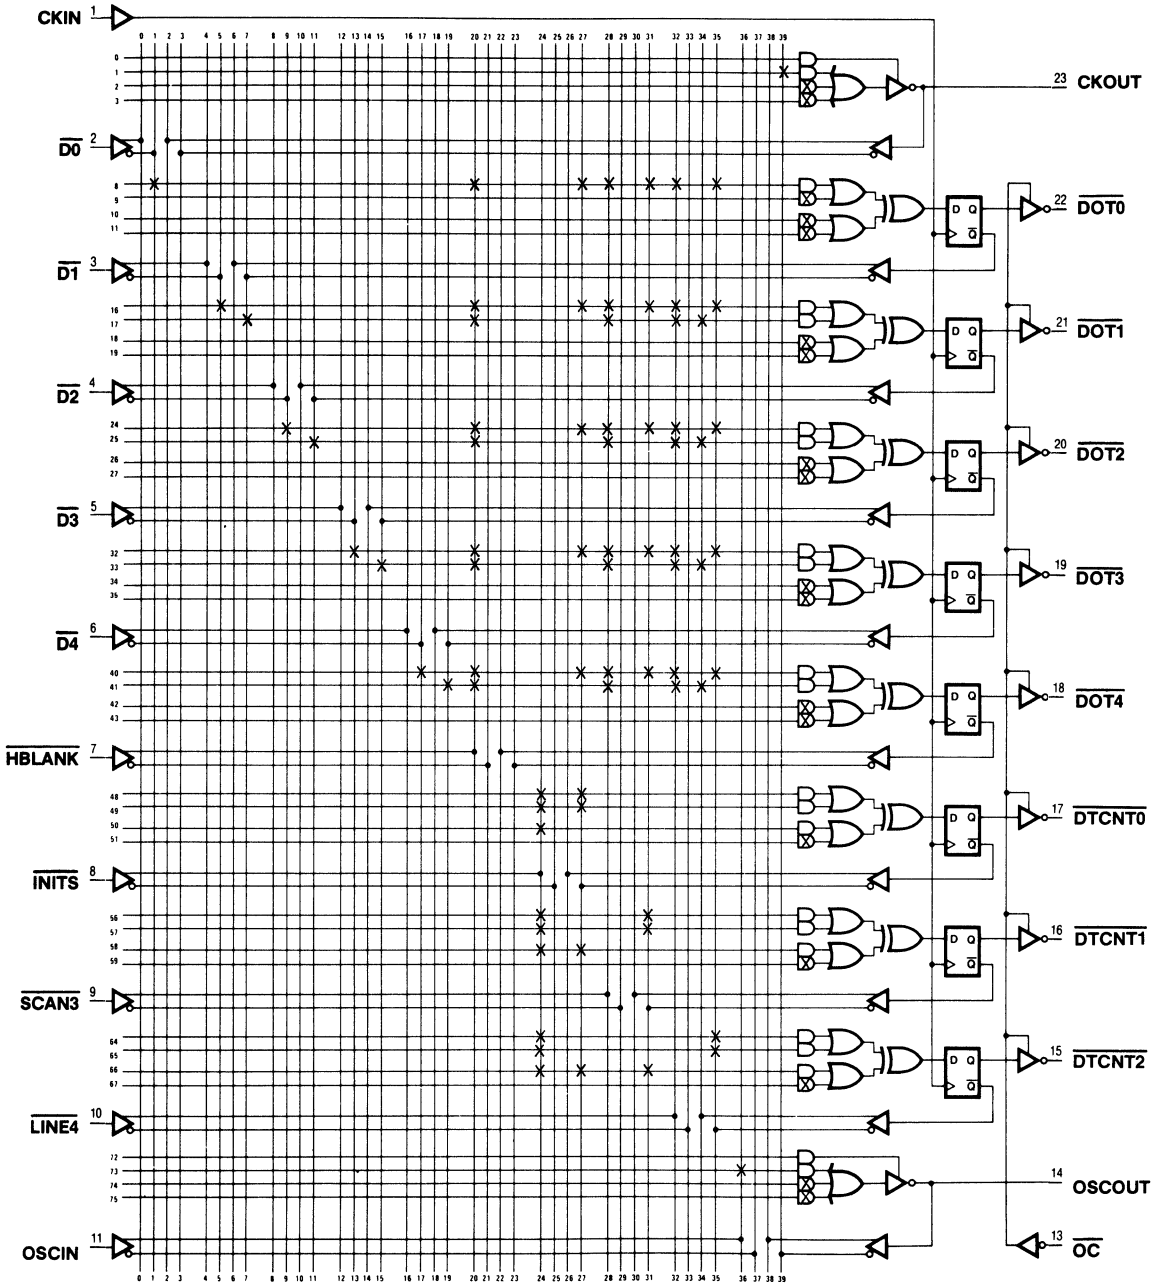 CKIN 1
0 1 2 3 4 5 6 7 8 9 10 11 12 13 14 15 16 17 18 19 20 21 22 23 24 25 26 27 28 29 30 31 32 33 34 35 36 37 38 39
0
1
2
3
23 CKOUT
D0 2
8
9
10
11
D Q
Q
22 DOT0
D1 3
16
17
18
19
D Q
Q
21 DOT1
D2 4
24
25
26
27
D Q
Q
20 DOT2
D3 5
32
33
34
35
D Q
Q
19 DOT3
D4 6
40
41
42
43
D Q
Q
18 DOT4
HBLANK 7
48
49
50
51
D Q
Q
17 DTCNT0
INITS 8
56
57
58
59
D Q
Q
16 DTCNT1
SCAN3 9
64
65
66
67
D Q
Q
15 DTCNT2
LINE4 10
72
73
74
75
14 OSCOUT
OSCIN 11
13 OC
0 1 2 3 4 5 6 7 8 9 10 11 12 13 14 15 16 17 18 19 20 21 22 23 24 25 26 27 28 29 30 31 32 33 34 35 36 37 38 39